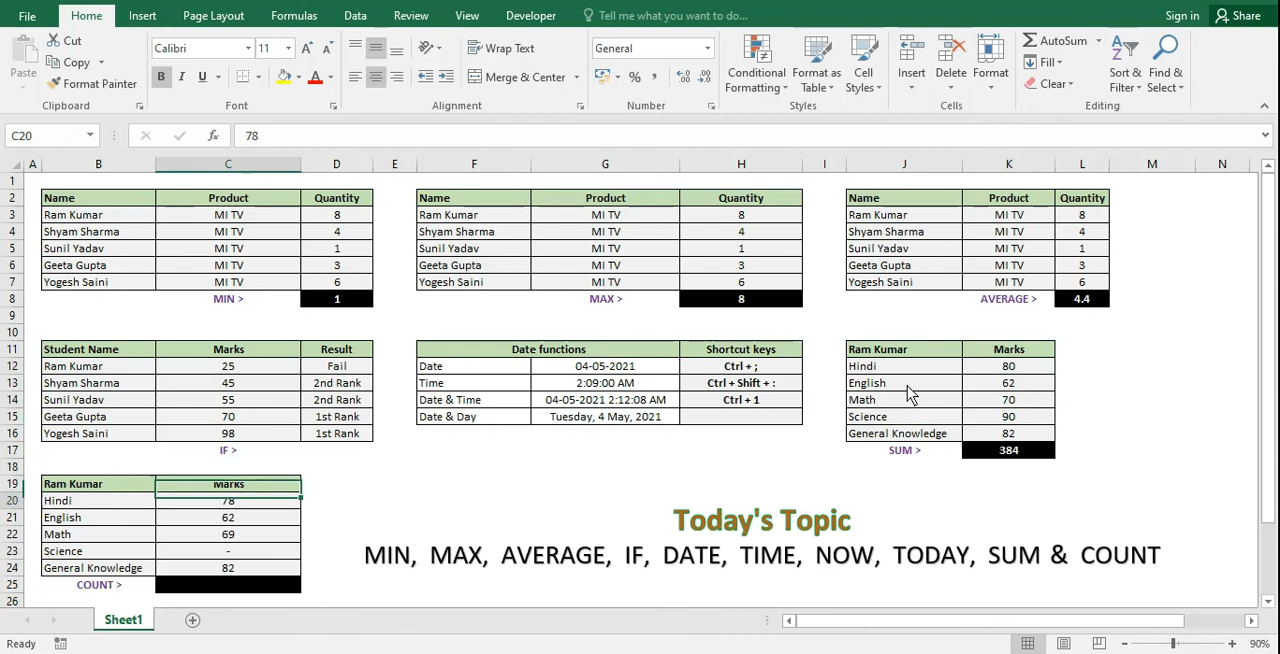 File Home Insert Page Layout Formulas Data Review View Developer Tell me what you want to do... Sign in Share
Paste Cut Copy Format Painter Clipboard
Calibri 11 A A B I U A Font
Wrap Text Merge & Center Alignment
General % , Number
Conditional Formatting Format as Table Cell Styles Styles
Insert Delete Format Cells
AutoSum Fill Clear Sort & Filter Find & Select Editing
C20 fx 78
A B C D E F G H I J K L M N
1
2 Name Product Quantity Name Product Quantity Name Product Quantity
3 Ram Kumar MI TV 8 Ram Kumar MI TV 8 Ram Kumar MI TV 8
4 Shyam Sharma MI TV 4 Shyam Sharma MI TV 4 Shyam Sharma MI TV 4
5 Sunil Yadav MI TV 1 Sunil Yadav MI TV 1 Sunil Yadav MI TV 1
6 Geeta Gupta MI TV 3 Geeta Gupta MI TV 3 Geeta Gupta MI TV 3
7 Yogesh Saini MI TV 6 Yogesh Saini MI TV 6 Yogesh Saini MI TV 6
8 MIN > 1 MAX > 8 AVERAGE > 4.4
9
10
11 Student Name Marks Result Date functions Shortcut keys Ram Kumar Marks
12 Ram Kumar 25 Fail Date 04-05-2021 Ctrl + ; Hindi 80
13 Shyam Sharma 45 2nd Rank Time 2:09:00 AM Ctrl + Shift + : English 62
14 Sunil Yadav 55 2nd Rank Date & Time 04-05-2021 2:12:08 AM Ctrl + 1 Math 70
15 Geeta Gupta 70 1st Rank Date & Day Tuesday, 4 May, 2021 Science 90
16 Yogesh Saini 98 1st Rank General Knowledge 82
17 IF > SUM > 384
18
19 Ram Kumar Marks
20 Hindi 78
21 English 62
22 Math 69
23 Science -
24 General Knowledge 82
25 COUNT >
26
Today's Topic
MIN, MAX, AVERAGE, IF, DATE, TIME, NOW, TODAY, SUM & COUNT
Sheet1
Ready 90%